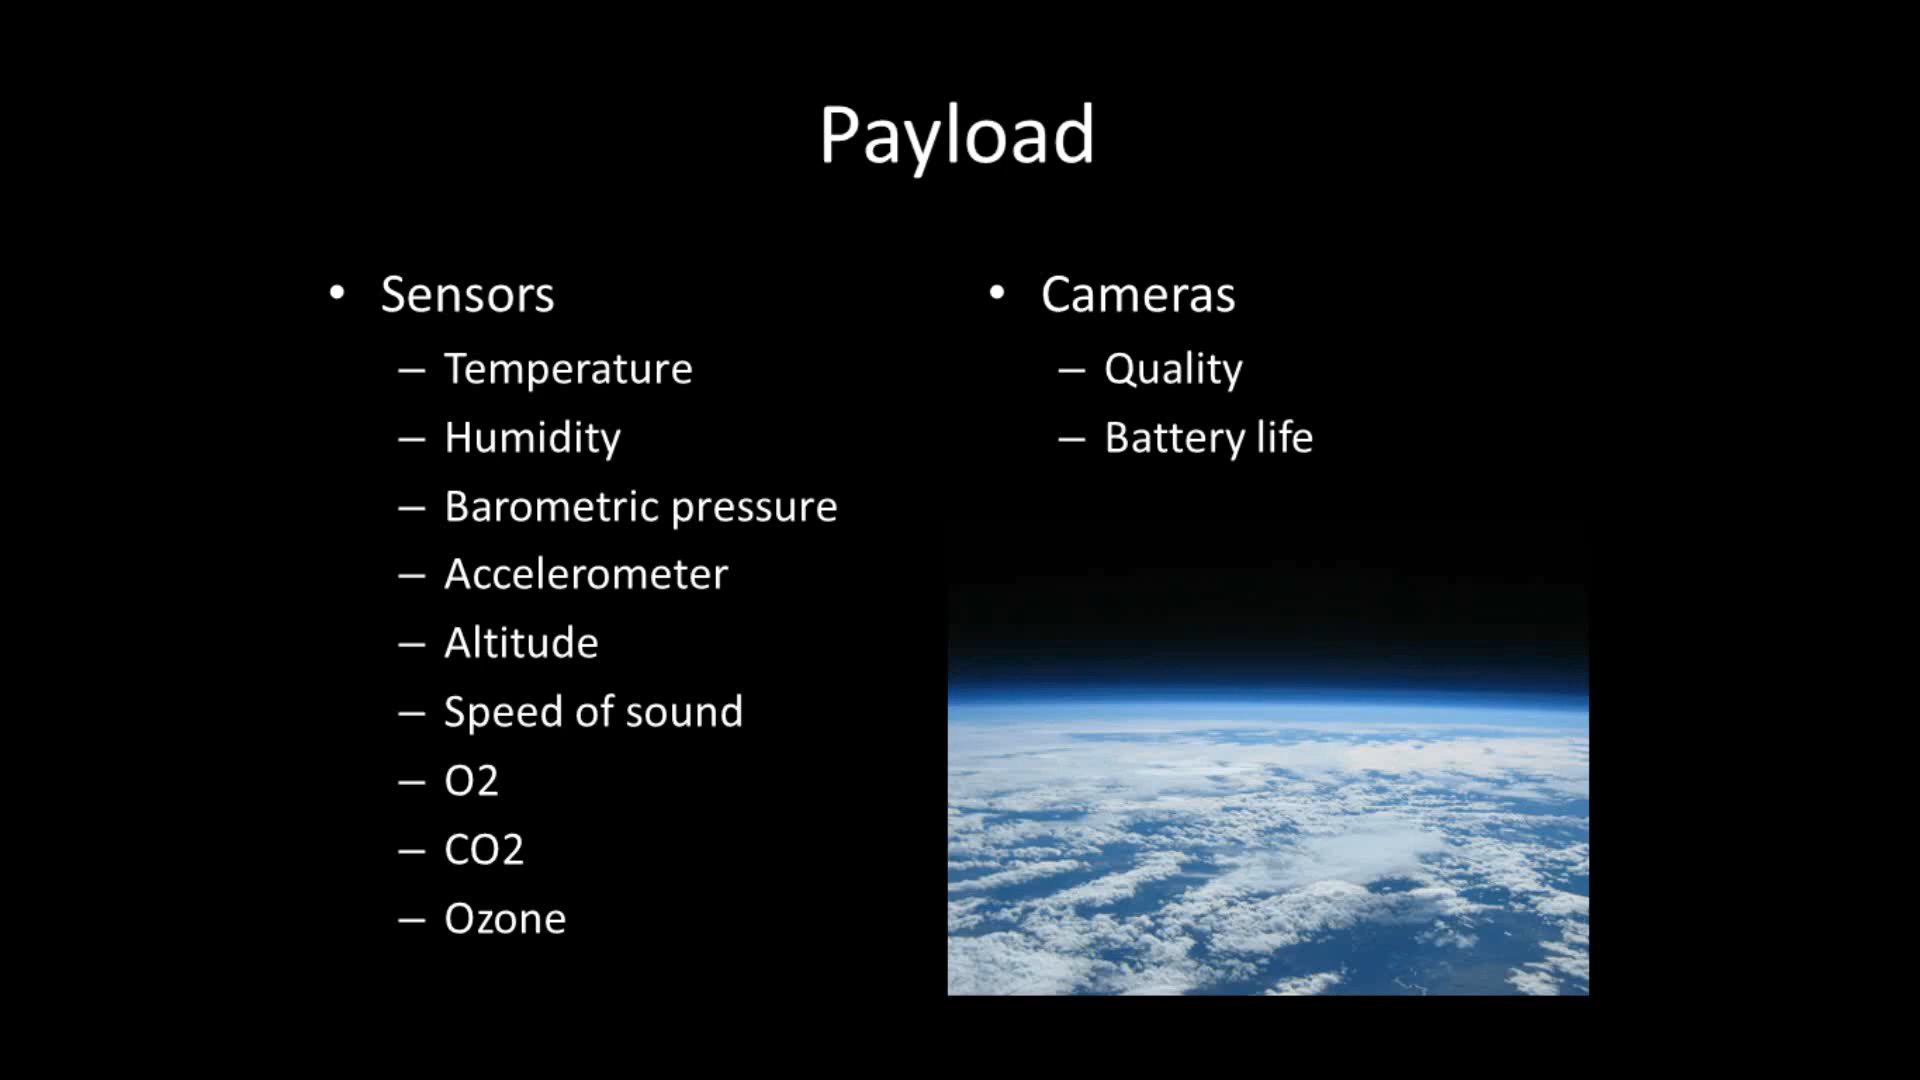 Payload
• Sensors
– Temperature
– Humidity
– Barometric pressure
– Accelerometer
– Altitude
– Speed of sound
– O2
– CO2
– Ozone
• Cameras
– Quality
– Battery life